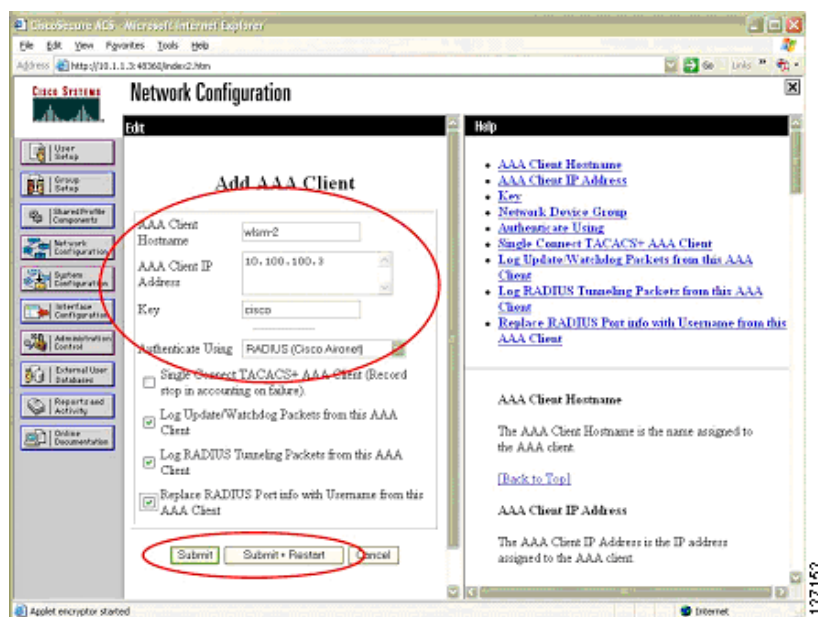 CiscoSecure ACS - Microsoft Internet Explorer
File Edit View Favorites Tools Help
Address http://10.1.1.3:48360/index2.htm
Go Links
CISCO SYSTEMS
Network Configuration
User Setup
Group Setup
Shared Profile Components
Network Configuration
System Configuration
Interface Configuration
Administration Control
External User Databases
Reports and Activity
Online Documentation
Edit
Add AAA Client
AAA Client Hostname
wlsm-2
AAA Client IP Address
10.100.100.3
Key
cisco
Authenticate Using
RADIUS (Cisco Aironet)
Single Connect TACACS+ AAA Client (Record
stop in accounting on failure).
Log Update/Watchdog Packets from this AAA
Client
Log RADIUS Tunneling Packets from this AAA
Client
Replace RADIUS Port info with Username from this
AAA Client
Submit
Submit + Restart
Cancel
Help
AAA Client Hostname
AAA Client IP Address
Key
Network Device Group
Authenticate Using
Single Connect TACACS+ AAA Client
Log Update/Watchdog Packets from this AAA
Client
Log RADIUS Tunneling Packets from this AAA
Client
Replace RADIUS Port info with Username from this
AAA Client
AAA Client Hostname
The AAA Client Hostname is the name assigned to
the AAA client.
[Back to Top]
AAA Client IP Address
The AAA Client IP Address is the IP address
assigned to the AAA client.
Applet encryptor started
Internet
127152